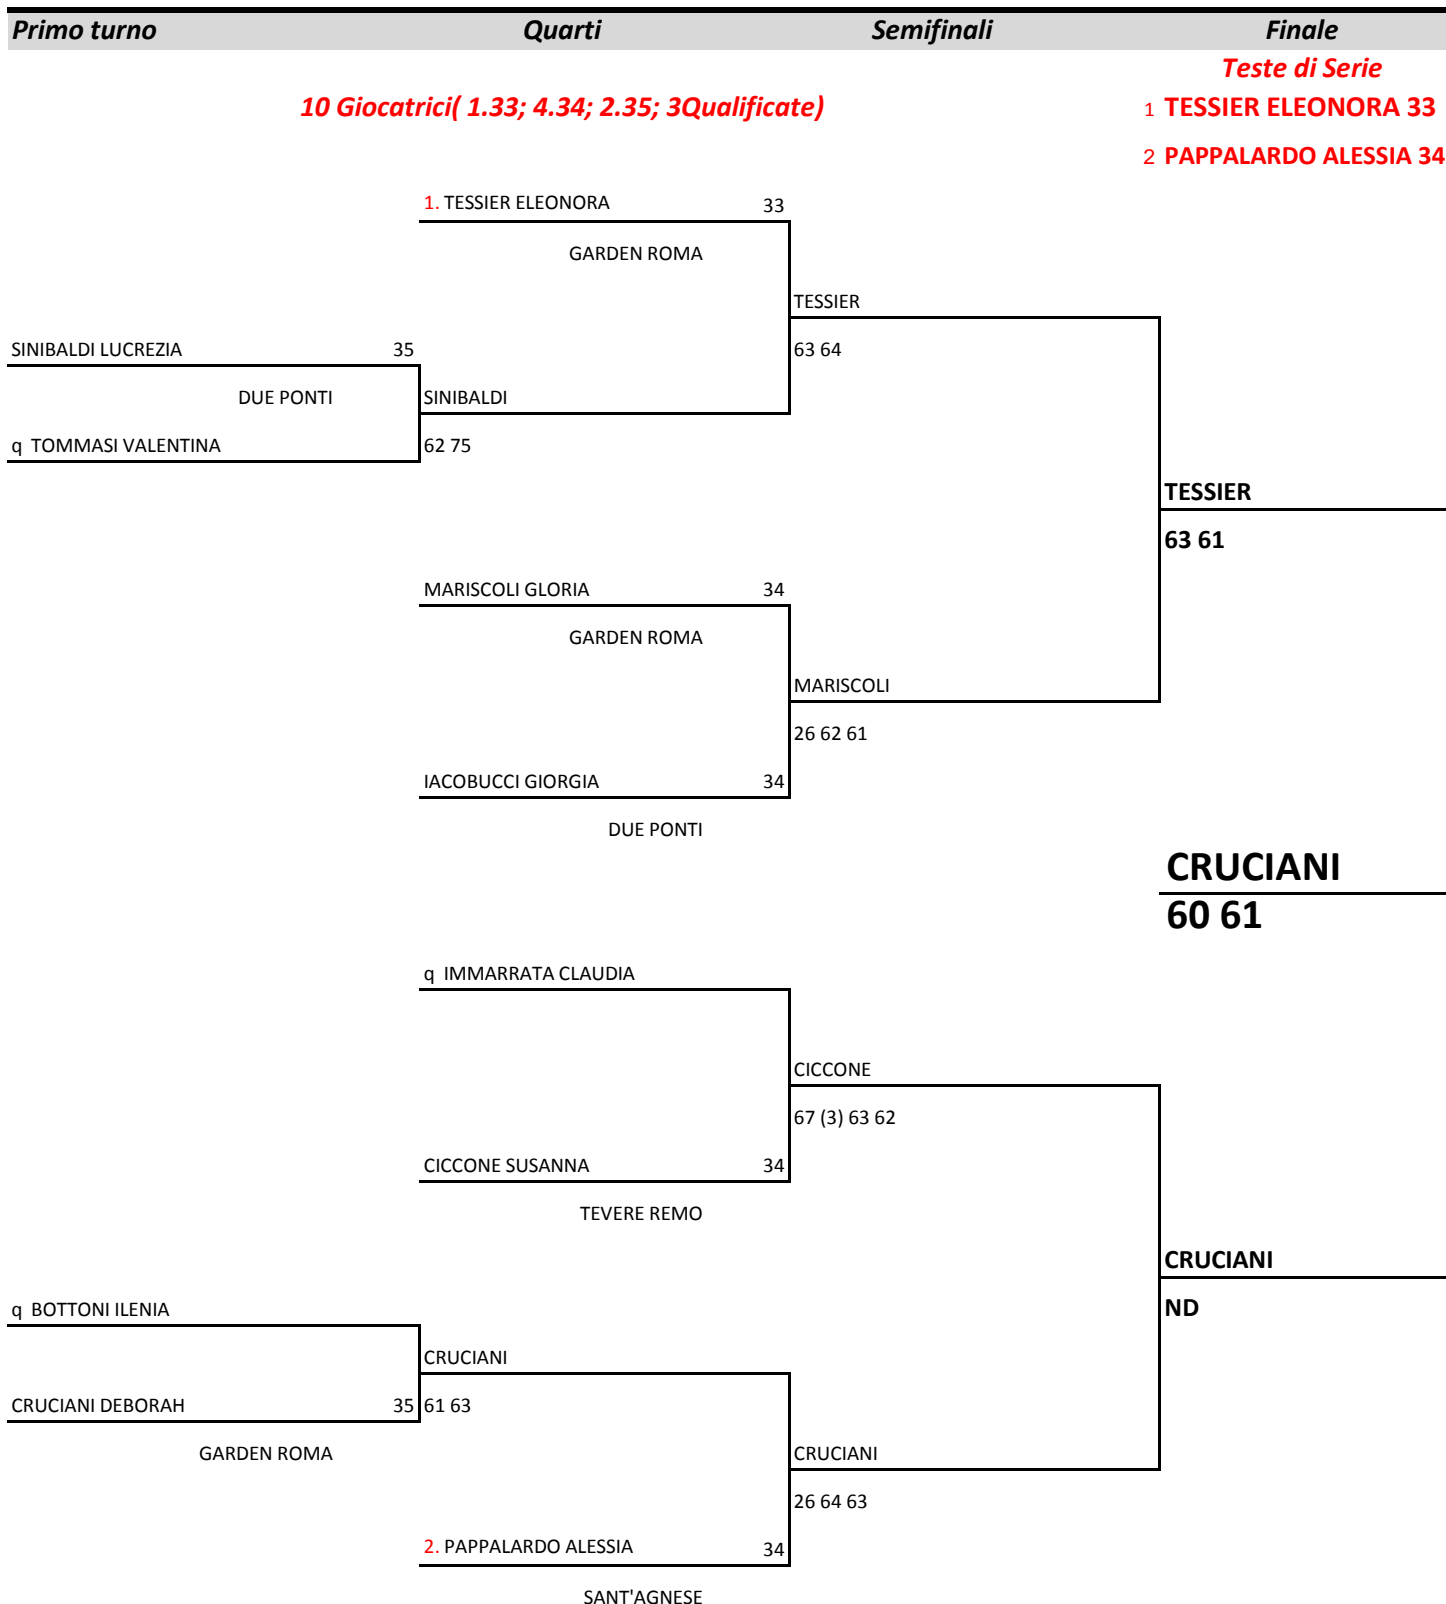 Primo turno Quarti Semifinali Finale
Teste di Serie
10 Giocatrici( 1.33; 4.34; 2.35; 3Qualificate) 1 TESSIER ELEONORA 33
2 PAPPALARDO ALESSIA 34
1. TESSIER ELEONORA 33
GARDEN ROMA
TESSIER
SINIBALDI LUCREZIA 35 63 64
DUE PONTI SINIBALDI
q TOMMASI VALENTINA 62 75
TESSIER
63 61
MARISCOLI GLORIA 34
GARDEN ROMA
MARISCOLI
26 62 61
IACOBUCCI GIORGIA 34
DUE PONTI
CRUCIANI
60 61
q IMMARRATA CLAUDIA
CICCONE
67 (3) 63 62
CICCONE SUSANNA 34
TEVERE REMO
CRUCIANI
q BOTTONI ILENIA ND
CRUCIANI
CRUCIANI DEBORAH 35 61 63
GARDEN ROMA CRUCIANI
26 64 63
2. PAPPALARDO ALESSIA 34
SANT'AGNESE